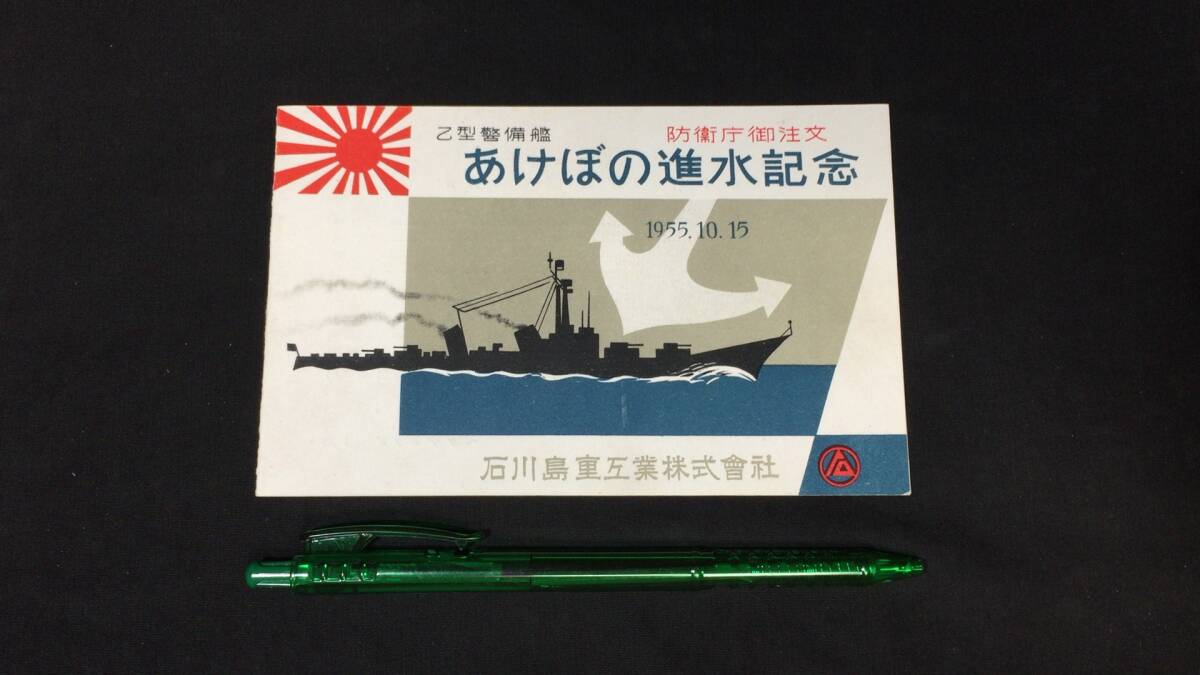 乙型警備艦 防衛庁御注文
あけぼの進水記念
1955.10.15
石川島重工業株式會社